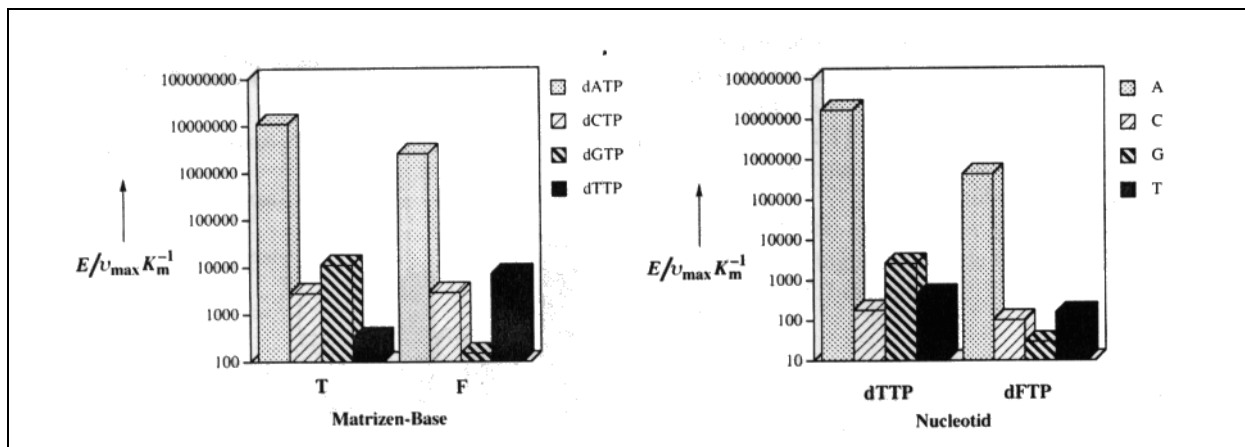 100000000
10000000
1000000
100000
10000
1000
100
E/υmax Km⁻¹
T F
Matrizen-Base
dATP
dCTP
dGTP
dTTP
100000000
10000000
1000000
100000
10000
1000
100
10
E/υmax Km⁻¹
dTTP dFTP
Nucleotid
A
C
G
T